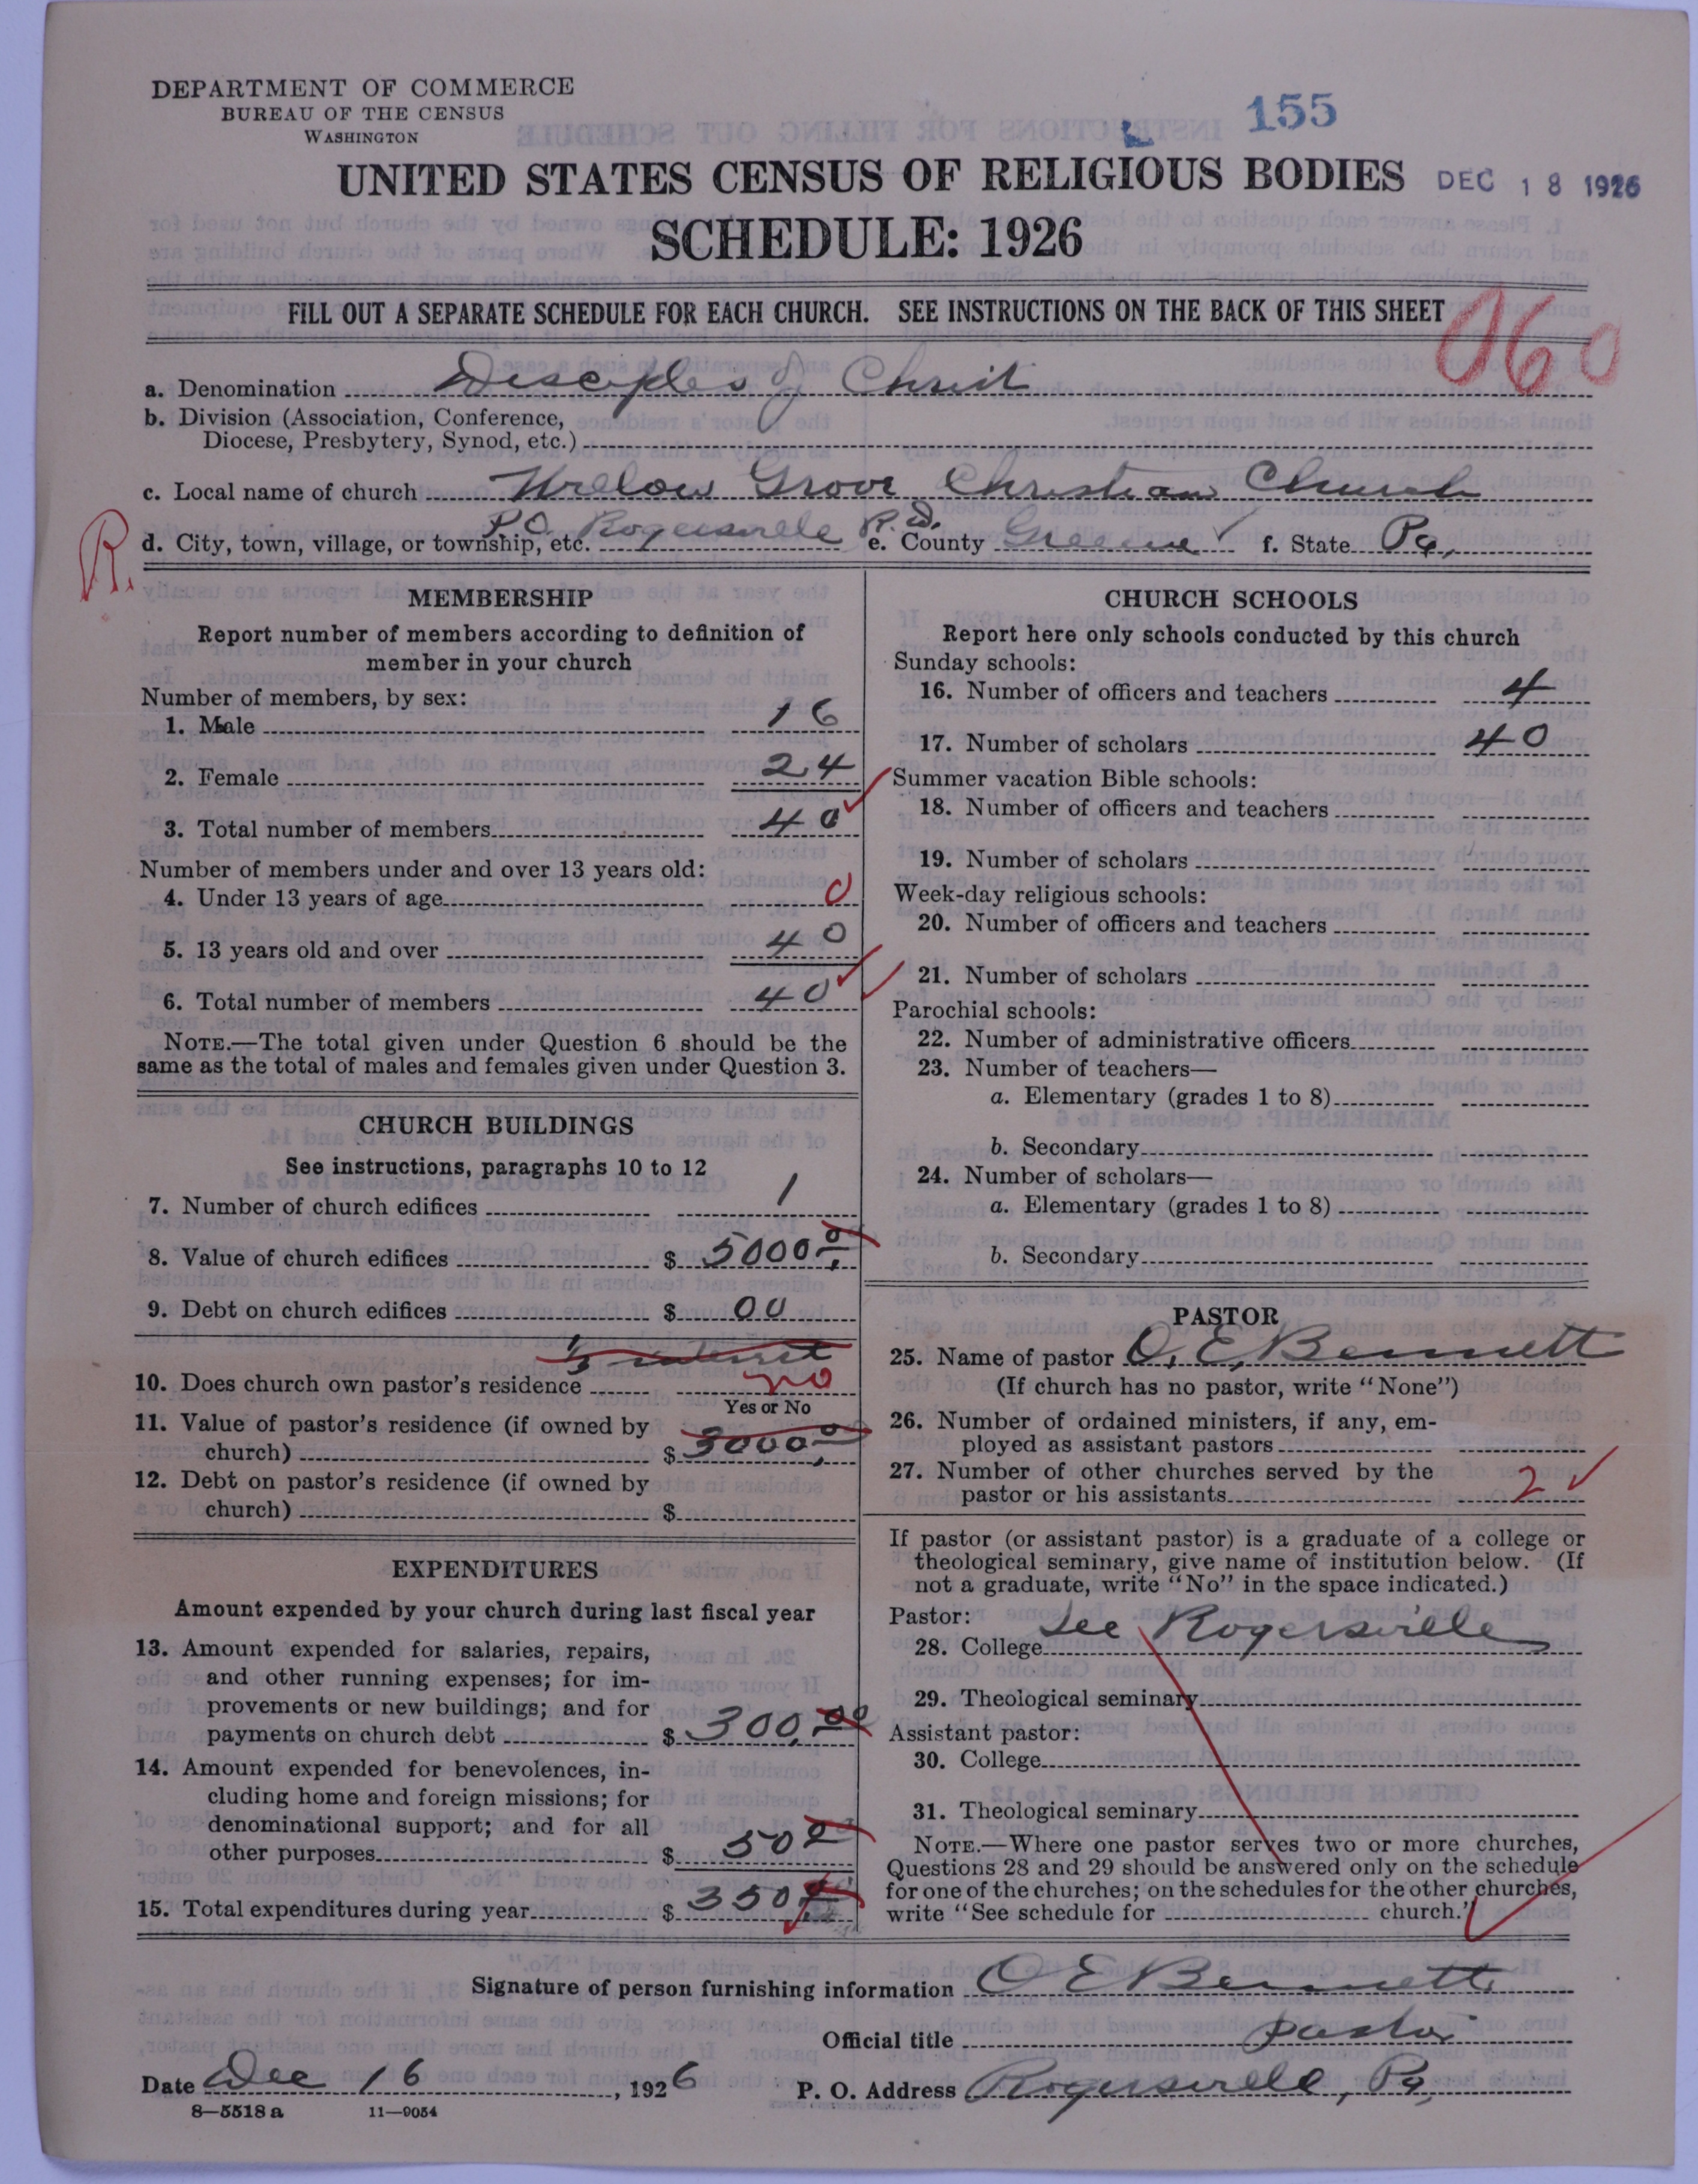 DEPARTMENT OF COMMERCE
BUREAU OF THE CENSUS
WASHINGTON
155
UNITED STATES CENSUS OF RELIGIOUS BODIES
DEC 18 1926
SCHEDULE: 1926
FILL OUT A SEPARATE SCHEDULE FOR EACH CHURCH. SEE INSTRUCTIONS ON THE BACK OF THIS SHEET
060
a. Denomination Disciples of Christ
b. Division (Association, Conference,
Diocese, Presbytery, Synod, etc.)
c. Local name of church Willow Grove Christian Church
R. d. City, town, village, or township, etc. P.O. Rogersville R.D. e. County Greene f. State Pa.
MEMBERSHIP
Report number of members according to definition of
member in your church
Number of members, by sex:
1. Male 16
2. Female 24
3. Total number of members 40
Number of members under and over 13 years old:
4. Under 13 years of age 0
5. 13 years old and over 40
6. Total number of members 40
NOTE.—The total given under Question 6 should be the
same as the total of males and females given under Question 3.
CHURCH BUILDINGS
See instructions, paragraphs 10 to 12
7. Number of church edifices 1
8. Value of church edifices $ 5000.0
9. Debt on church edifices $ 00
1/3 interest
10. Does church own pastor's residence no
Yes or No
11. Value of pastor's residence (if owned by
church) $ 3000.0
12. Debt on pastor's residence (if owned by
church) $
EXPENDITURES
Amount expended by your church during last fiscal year
13. Amount expended for salaries, repairs,
and other running expenses; for im-
provements or new buildings; and for
payments on church debt $ 300.00
14. Amount expended for benevolences, in-
cluding home and foreign missions; for
denominational support; and for all
other purposes $ 50 0
15. Total expenditures during year $ 350
CHURCH SCHOOLS
Report here only schools conducted by this church
Sunday schools:
16. Number of officers and teachers 4
17. Number of scholars 40
Summer vacation Bible schools:
18. Number of officers and teachers
19. Number of scholars
Week-day religious schools:
20. Number of officers and teachers
21. Number of scholars
Parochial schools:
22. Number of administrative officers
23. Number of teachers—
a. Elementary (grades 1 to 8)
b. Secondary
24. Number of scholars—
a. Elementary (grades 1 to 8)
b. Secondary
PASTOR
25. Name of pastor O. E. Bennett
(If church has no pastor, write "None")
26. Number of ordained ministers, if any, em-
ployed as assistant pastors
27. Number of other churches served by the
pastor or his assistants 2
If pastor (or assistant pastor) is a graduate of a college or
theological seminary, give name of institution below. (If
not a graduate, write "No" in the space indicated.)
Pastor:
28. College See Rogersville
29. Theological seminary
Assistant pastor:
30. College
31. Theological seminary
NOTE.—Where one pastor serves two or more churches,
Questions 28 and 29 should be answered only on the schedule
for one of the churches; on the schedules for the other churches,
write "See schedule for church."
Signature of person furnishing information O E Bennett
Official title pastor
Date Dec 16, 1926 P. O. Address Rogersville, Pa.
8—5518 a 11—9054